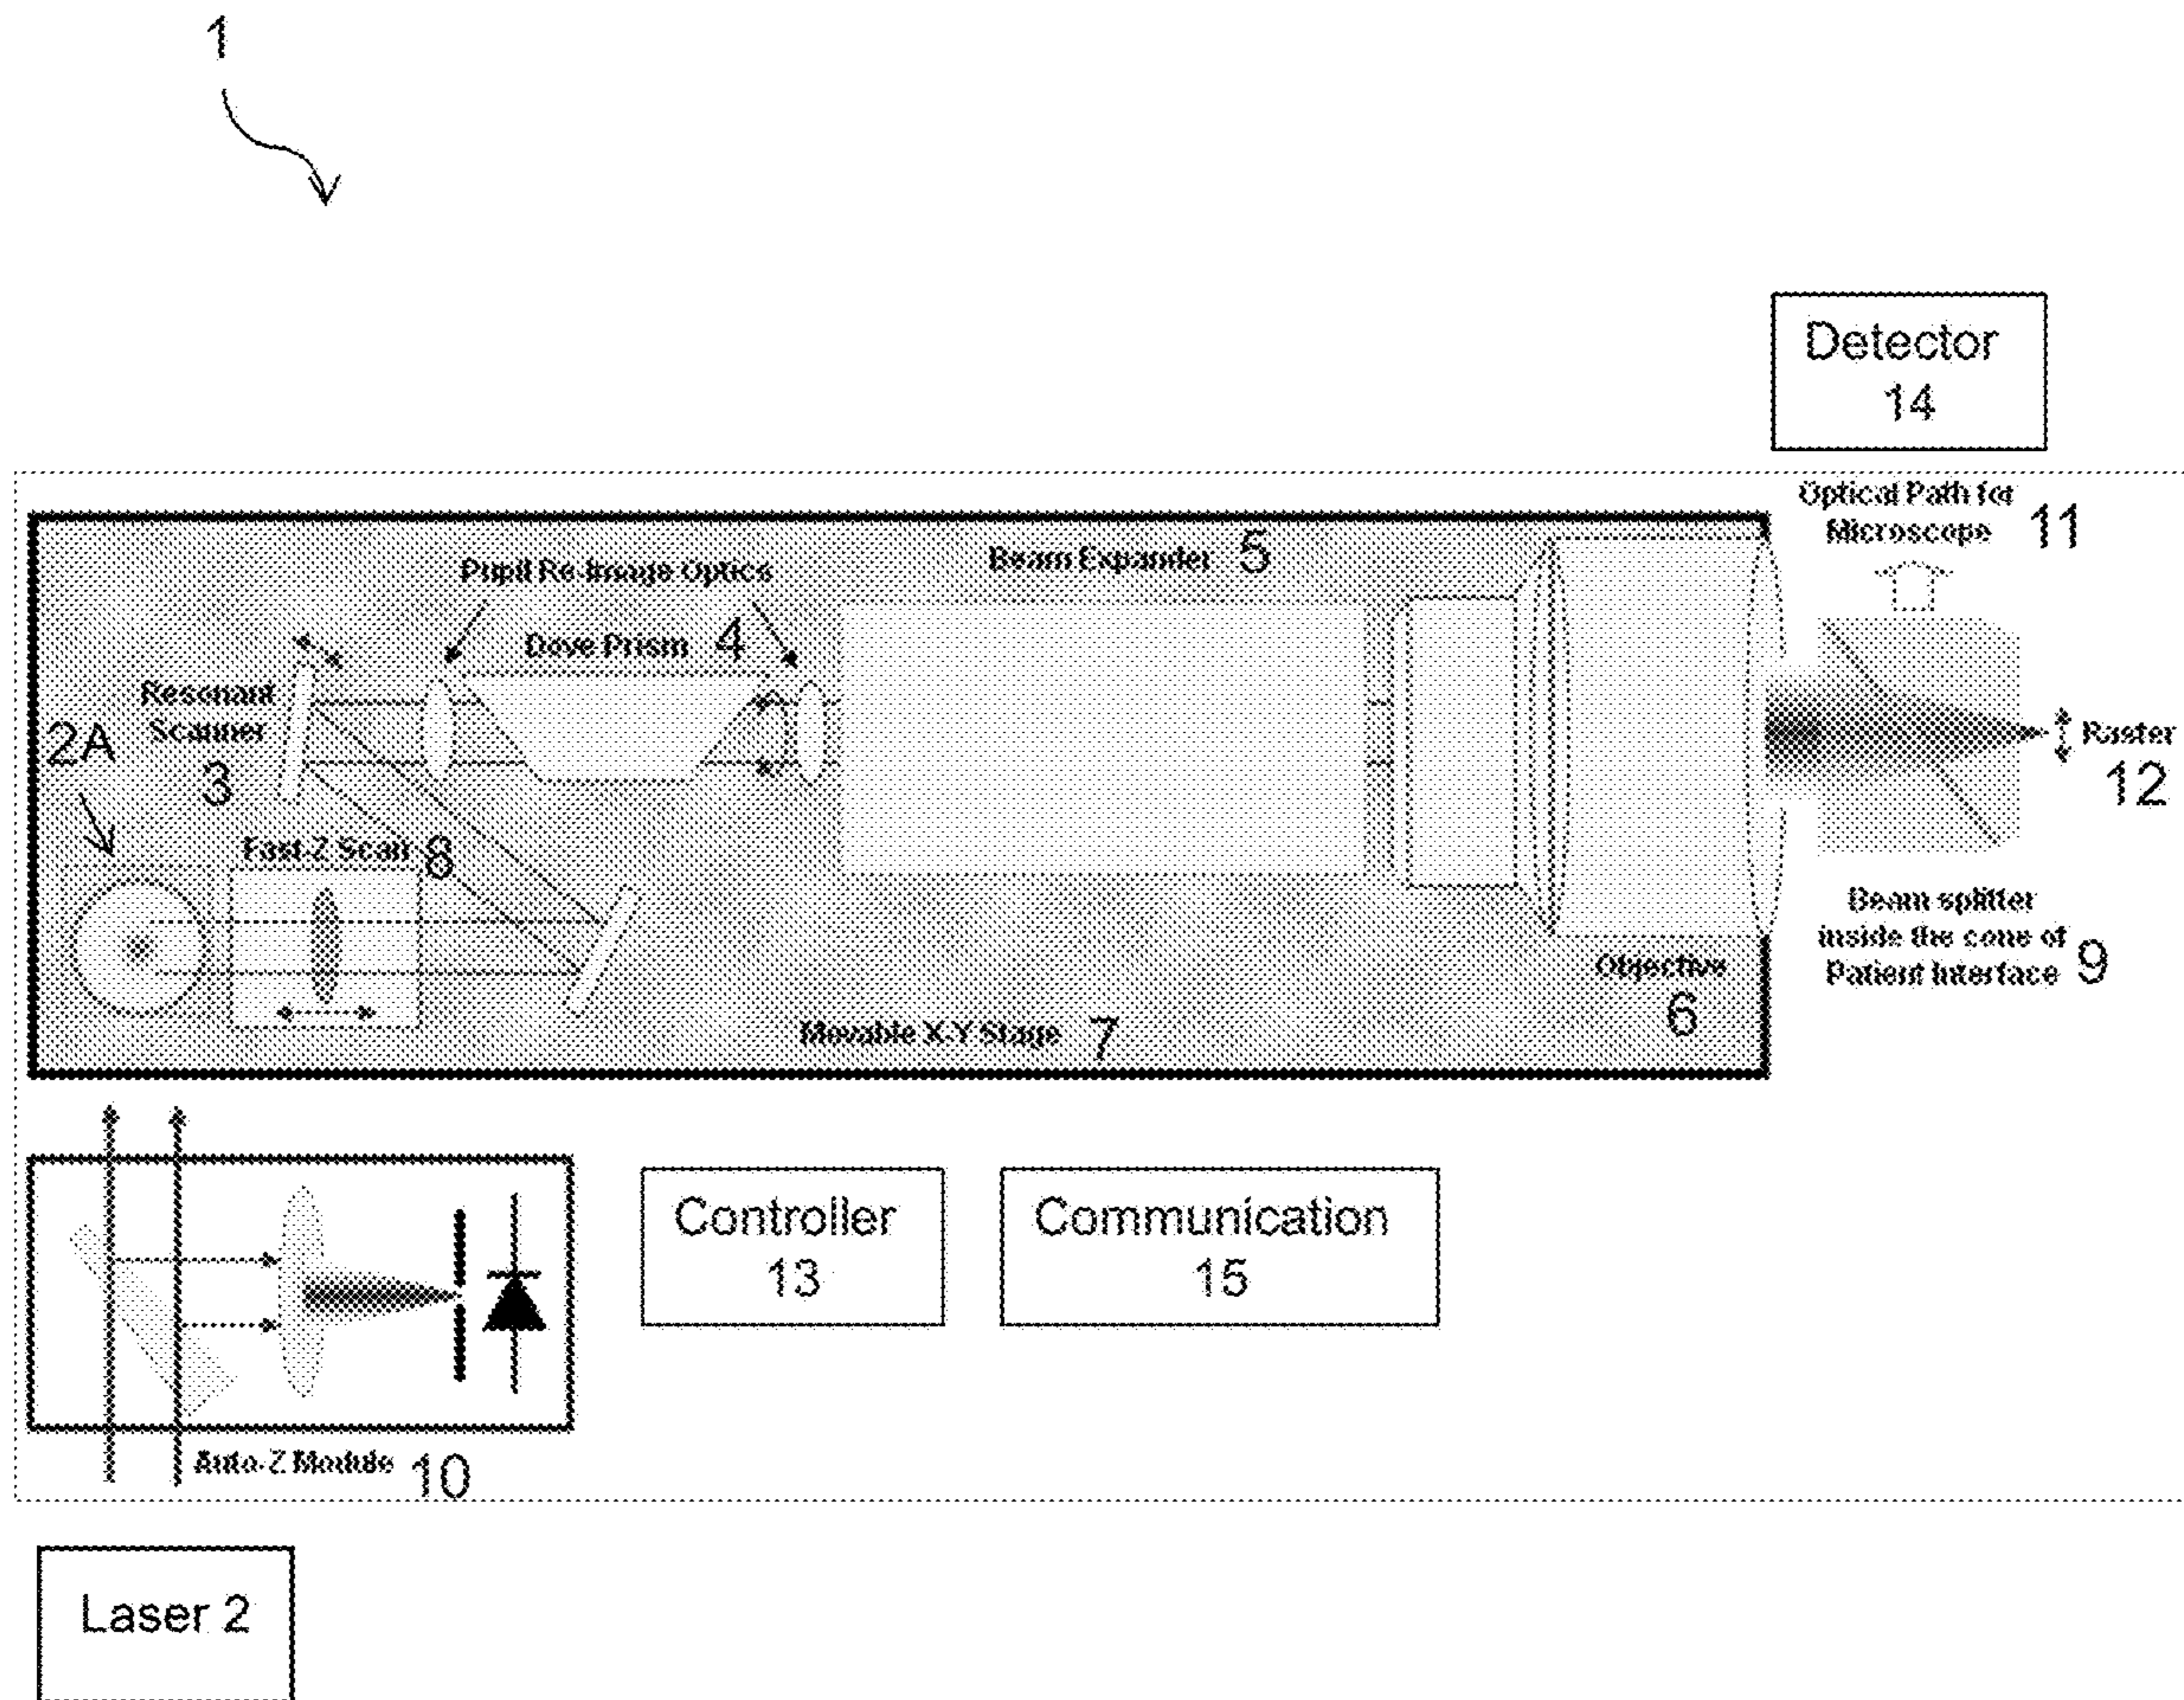 1
Detector
14
Optical Path for
Microscope 11
Beam Expander 5
Pupil Re-Image Optics
Dove Prism 4
Resonant
Scanner
3
2A
Raster
12
Fast-Z Scan 8
Beam splitter
inside the cone of
Patient Interface 9
Objective
6
Movable X-Y Stage 7
Controller
13
Communication
15
Auto-Z Module 10
Laser 2